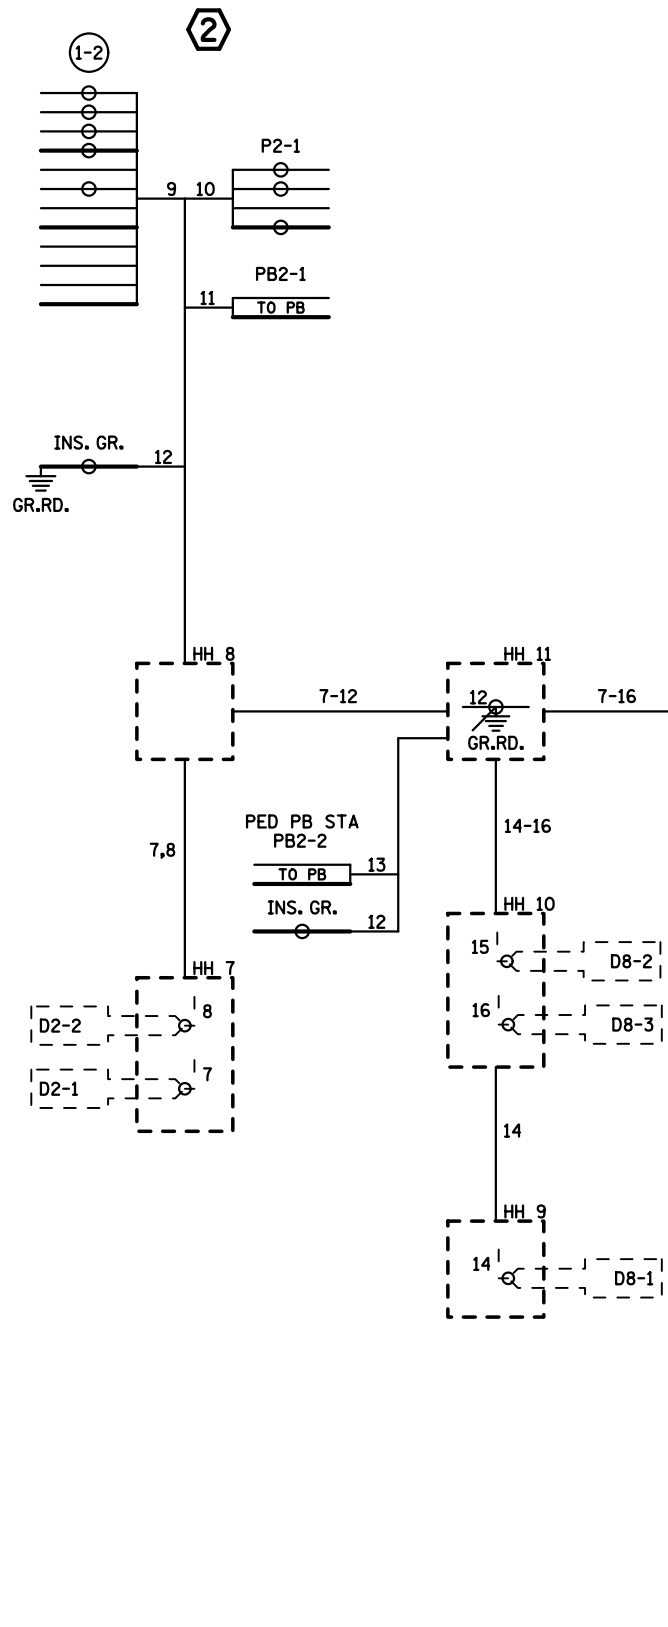 2
1-2
P2-1
9 10
PB2-1
11 TO PB
INS. GR.
12
GR.RD.
HH 8 HH 11
7-12 12 7-16
GR.RD.
PED PB STA 14-16
PB2-2
7,8
13
TO PB
INS. GR. HH 10
12
15 D8-2
HH 7
8 16
D2-2 D8-3
7
D2-1
14
HH 9
14
D8-1